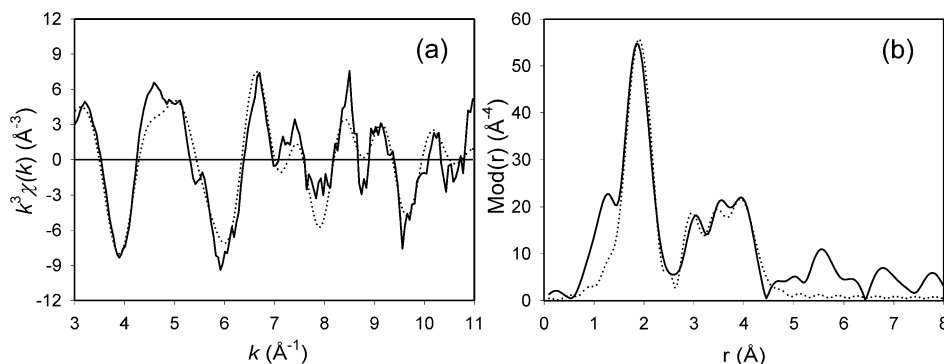 (a)
k³χ(k) (Å⁻³)
12
9
6
3
0
-3
-6
-9
-12
3 4 5 6 7 8 9 10 11
k (Å⁻¹)
(b)
Mod(r) (Å⁻⁴)
60
50
40
30
20
10
0
0 1 2 3 4 5 6 7 8
r (Å)